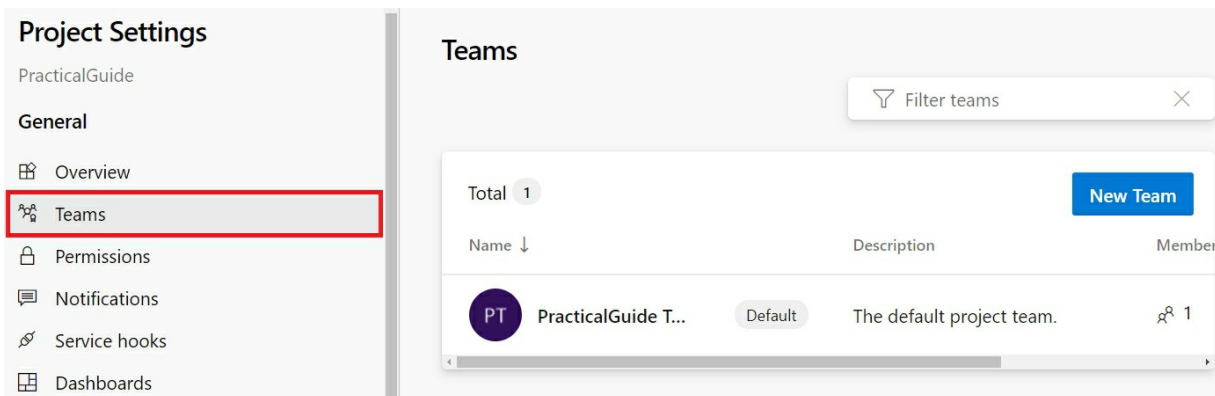 Project Settings
PracticalGuide
General
Overview
Teams
Permissions
Notifications
Service hooks
Dashboards
Teams
Filter teams
Total 1
New Team
Name ↓ Description Member
PT PracticalGuide T... Default The default project team. 1